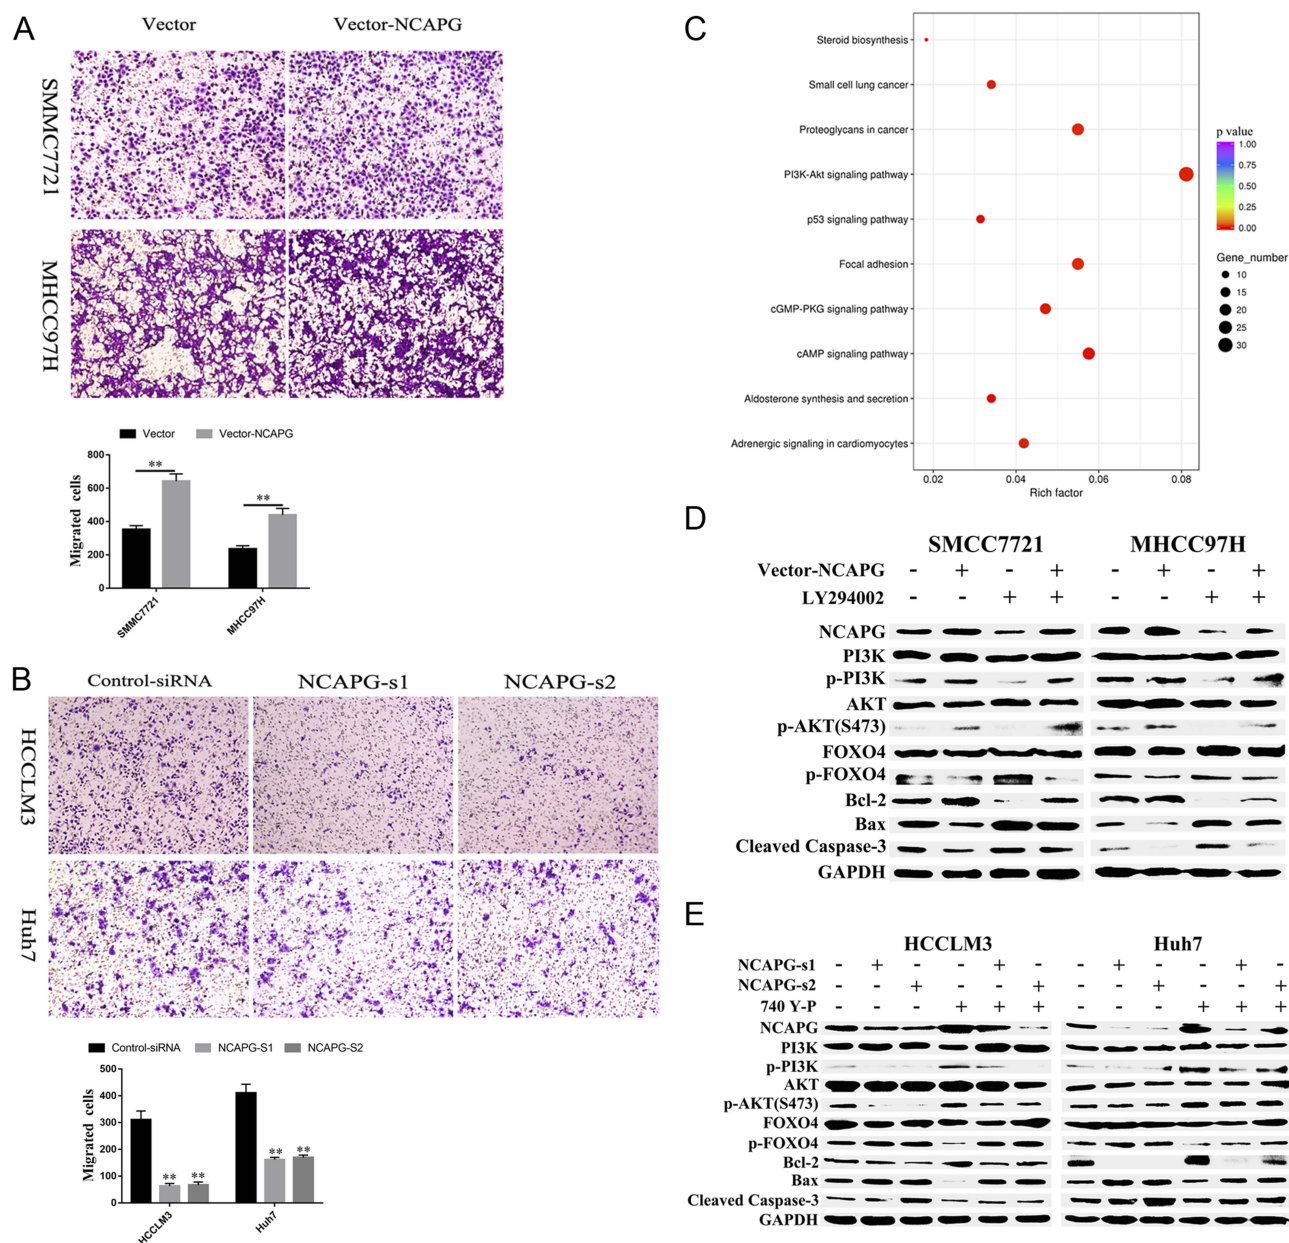 A
Vector Vector-NCAPG
SMMC7721
MHCC97H
Vector Vector-NCAPG
Migrated cells
800
600
400
200
0
** **
SMMC7721 MHCC97H
B
Control-siRNA NCAPG-s1 NCAPG-s2
HCCLM3
Huh7
Control-siRNA NCAPG-S1 NCAPG-S2
Migrated cells
500
400
300
200
100
0
** ** ** **
HCCLM3 Huh7
C
Steroid biosynthesis
Small cell lung cancer
Proteoglycans in cancer
PI3K-Akt signaling pathway
p53 signaling pathway
Focal adhesion
cGMP-PKG signaling pathway
cAMP signaling pathway
Aldosterone synthesis and secretion
Adrenergic signaling in cardiomyocytes
0.02 0.04 0.06 0.08
Rich factor
p value
1.00
0.75
0.50
0.25
0.00
Gene_number
10
15
20
25
30
D
SMCC7721 MHCC97H
Vector-NCAPG - + - + - + - +
LY294002 - - + + - - + +
NCAPG
PI3K
p-PI3K
AKT
p-AKT(S473)
FOXO4
p-FOXO4
Bcl-2
Bax
Cleaved Caspase-3
GAPDH
E
HCCLM3 Huh7
NCAPG-s1 - + - - + - - + - - + -
NCAPG-s2 - - + - - + - - + - - +
740 Y-P - - - + + + - - - + + +
NCAPG
PI3K
p-PI3K
AKT
p-AKT(S473)
FOXO4
p-FOXO4
Bcl-2
Bax
Cleaved Caspase-3
GAPDH